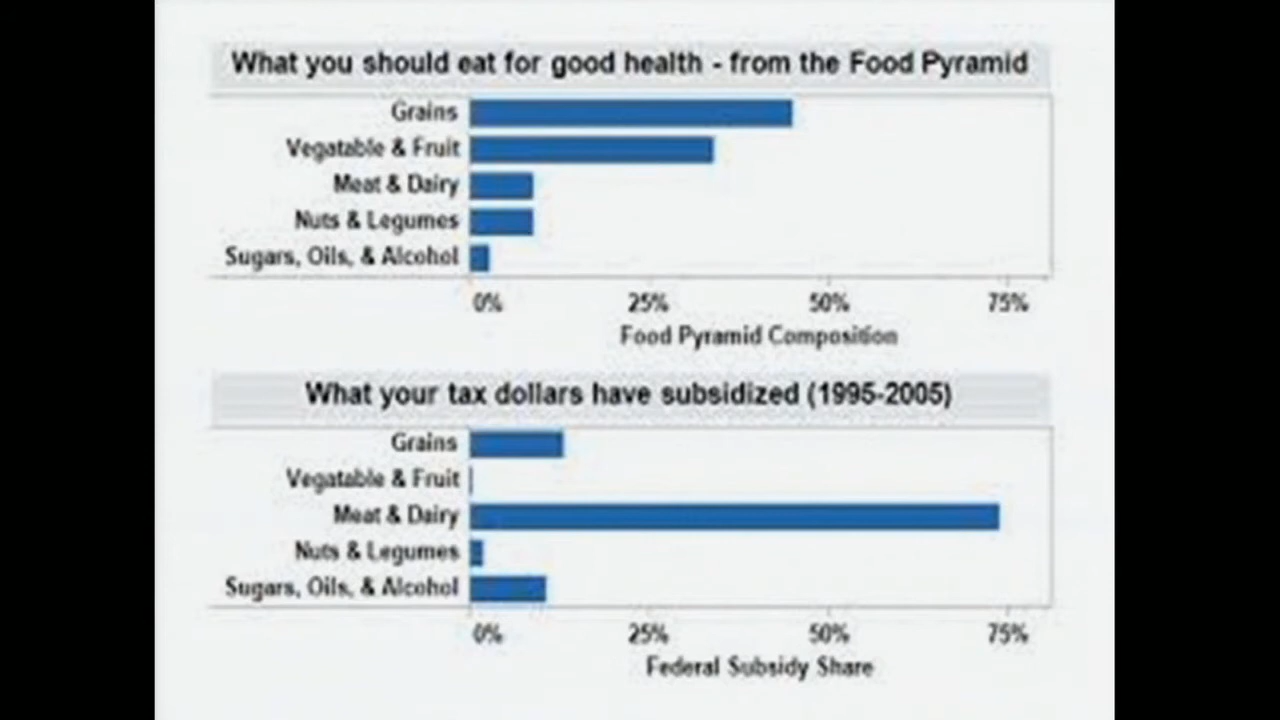 What you should eat for good health - from the Food Pyramid
Grains
Vegatable & Fruit
Meat & Dairy
Nuts & Legumes
Sugars, Oils, & Alcohol
0% 25% 50% 75%
Food Pyramid Composition
What your tax dollars have subsidized (1995-2005)
Grains
Vegatable & Fruit
Meat & Dairy
Nuts & Legumes
Sugars, Oils, & Alcohol
0% 25% 50% 75%
Federal Subsidy Share